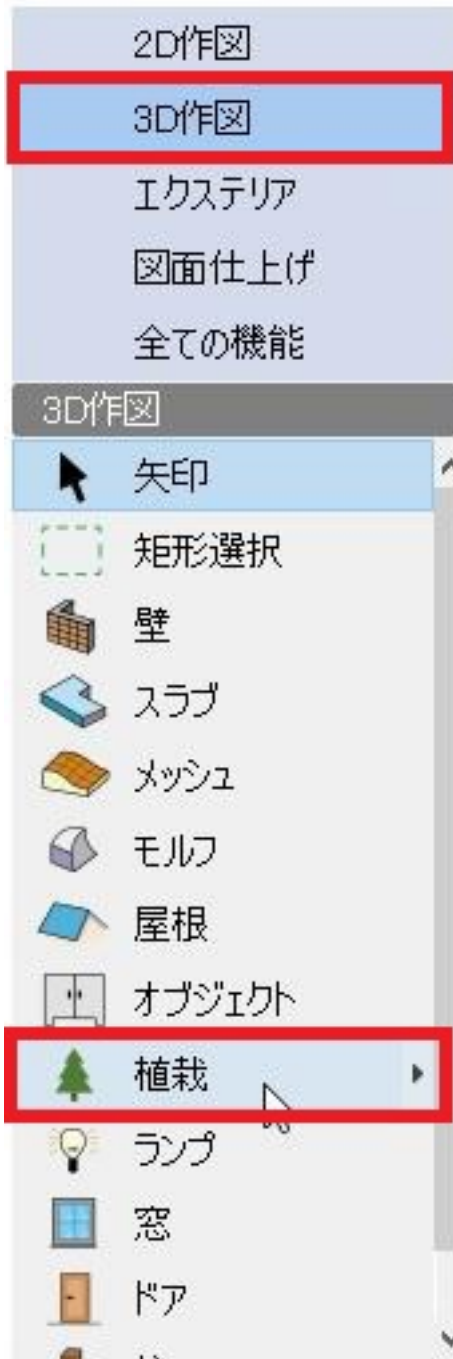 2D作図
3D作図
エクステリア
図面仕上げ
全ての機能
3D作図
矢印
矩形選択
壁
スラブ
メッシュ
モルフ
屋根
オブジェクト
植栽
ランプ
窓
ドア